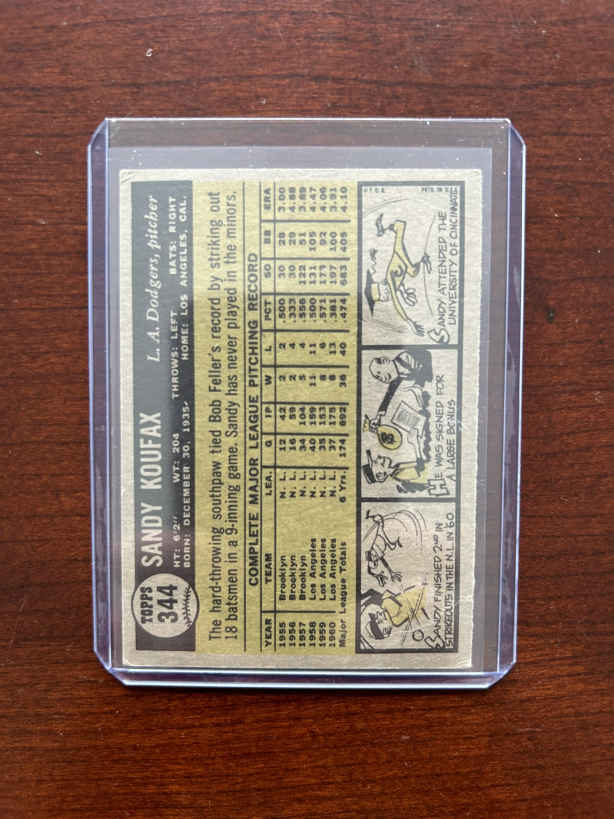 TOPPS
344
SANDY KOUFAX
L. A. Dodgers, pitcher
HT: 6'2" WT: 204 THROWS: LEFT BATS: RIGHT
BORN: DECEMBER 30, 1935 HOME: LOS ANGELES, CAL.
The hard-throwing southpaw tied Bob Feller's record by striking out
18 batsmen in a 9-inning game. Sandy has never played in the minors.
COMPLETE MAJOR LEAGUE PITCHING RECORD
YEAR TEAM LEA. G IP W L PCT SO BB ERA
1955 Brooklyn N. L. 12 42 2 2 .500 30 28 3.00
1956 Brooklyn N. L. 16 59 2 4 .333 30 29 4.88
1957 Brooklyn N. L. 34 104 5 4 .556 122 51 3.89
1958 Los Angeles N. L. 40 159 11 11 .500 131 105 4.47
1959 Los Angeles N. L. 35 153 8 6 .571 173 92 4.06
1960 Los Angeles N. L. 37 175 8 13 .381 197 100 3.91
Major League Totals 6 Yrs. 174 692 36 40 .474 683 405 4.10
SANDY FINISHED 2ND IN
STRIKEOUTS IN THE N.L. IN '60.
HE WAS SIGNED FOR
A LARGE BONUS
SANDY ATTENDED THE
UNIVERSITY OF CINCINNATI